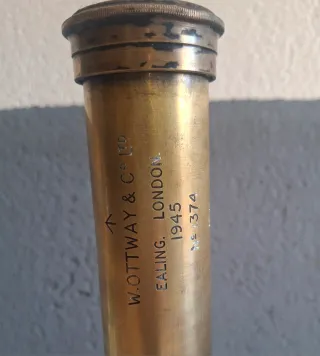 W. OTTWAY & Co LTD
EALING. LONDON.
1945
No 374